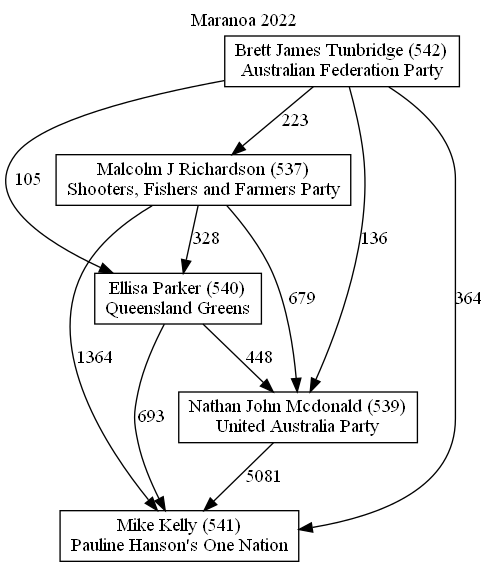 Maranoa 2022
Brett James Tunbridge (542)
Australian Federation Party
223
105
Malcolm J Richardson (537)
Shooters, Fishers and Farmers Party
328
136
679
364
Ellisa Parker (540)
Queensland Greens
1364
448
693
Nathan John Mcdonald (539)
United Australia Party
5081
Mike Kelly (541)
Pauline Hanson's One Nation